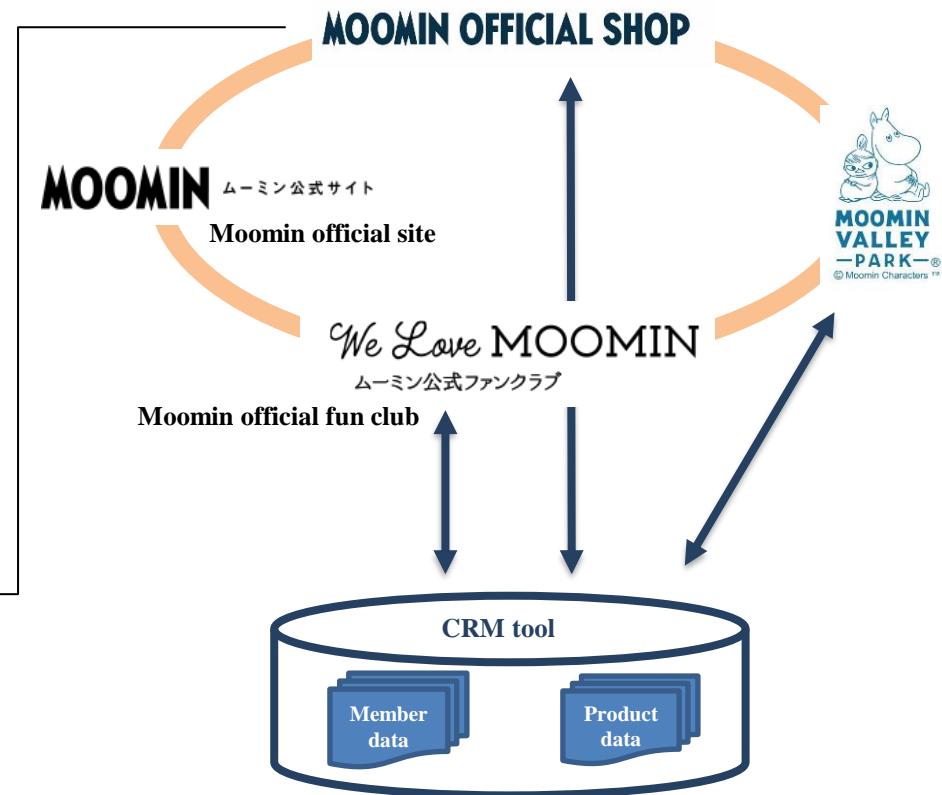 MOOMIN OFFICIAL SHOP
MOOMIN ムーミン公式サイト
Moomin official site
MOOMIN
VALLEY
—PARK—®
© Moomin Characters ™
We Love MOOMIN
ムーミン公式ファンクラブ
Moomin official fun club
CRM tool
Member
data
Product
data